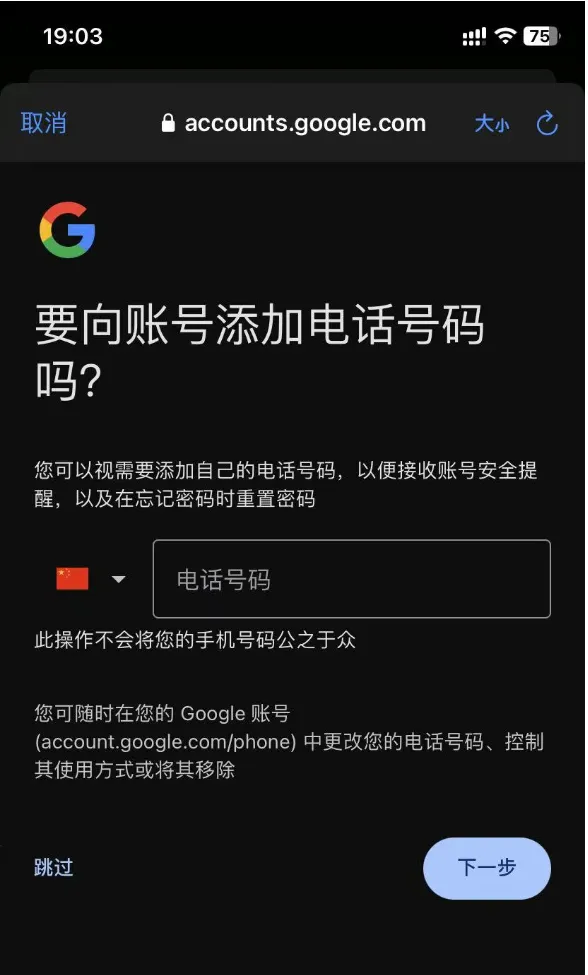 19:03
75
取消
accounts.google.com
大小
要向账号添加电话号码
吗？
您可以视需要添加自己的电话号码，以便接收账号安全提
醒，以及在忘记密码时重置密码
电话号码
此操作不会将您的手机号码公之于众
您可随时在您的 Google 账号
(account.google.com/phone) 中更改您的电话号码、控制
其使用方式或将其移除
跳过
下一步